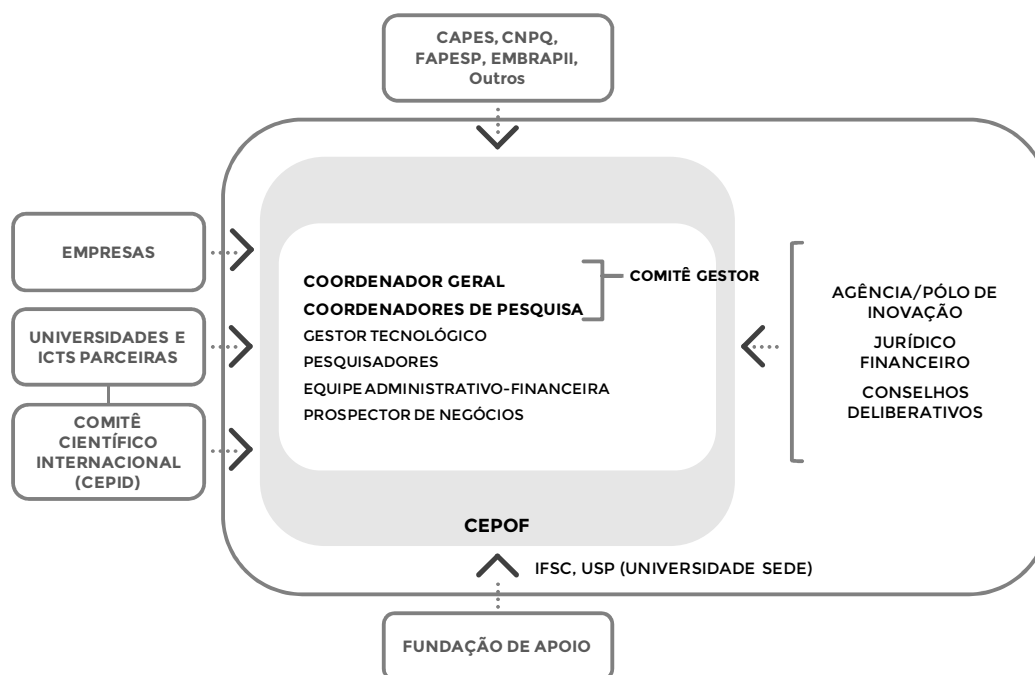 CAPES, CNPQ,
FAPESP, EMBRAPII,
Outros
EMPRESAS
UNIVERSIDADES E
ICTS PARCEIRAS
COMITÊ
CIENTÍFICO
INTERNACIONAL
(CEPID)
COORDENADOR GERAL
COORDENADORES DE PESQUISA
GESTOR TECNOLÓGICO
PESQUISADORES
EQUIPE ADMINISTRATIVO-FINANCEIRA
PROSPECTOR DE NEGÓCIOS
COMITÊ GESTOR
AGÊNCIA/PÓLO DE
INOVAÇÃO
JURÍDICO
FINANCEIRO
CONSELHOS
DELIBERATIVOS
CEPOF
IFSC, USP (UNIVERSIDADE SEDE)
FUNDAÇÃO DE APOIO